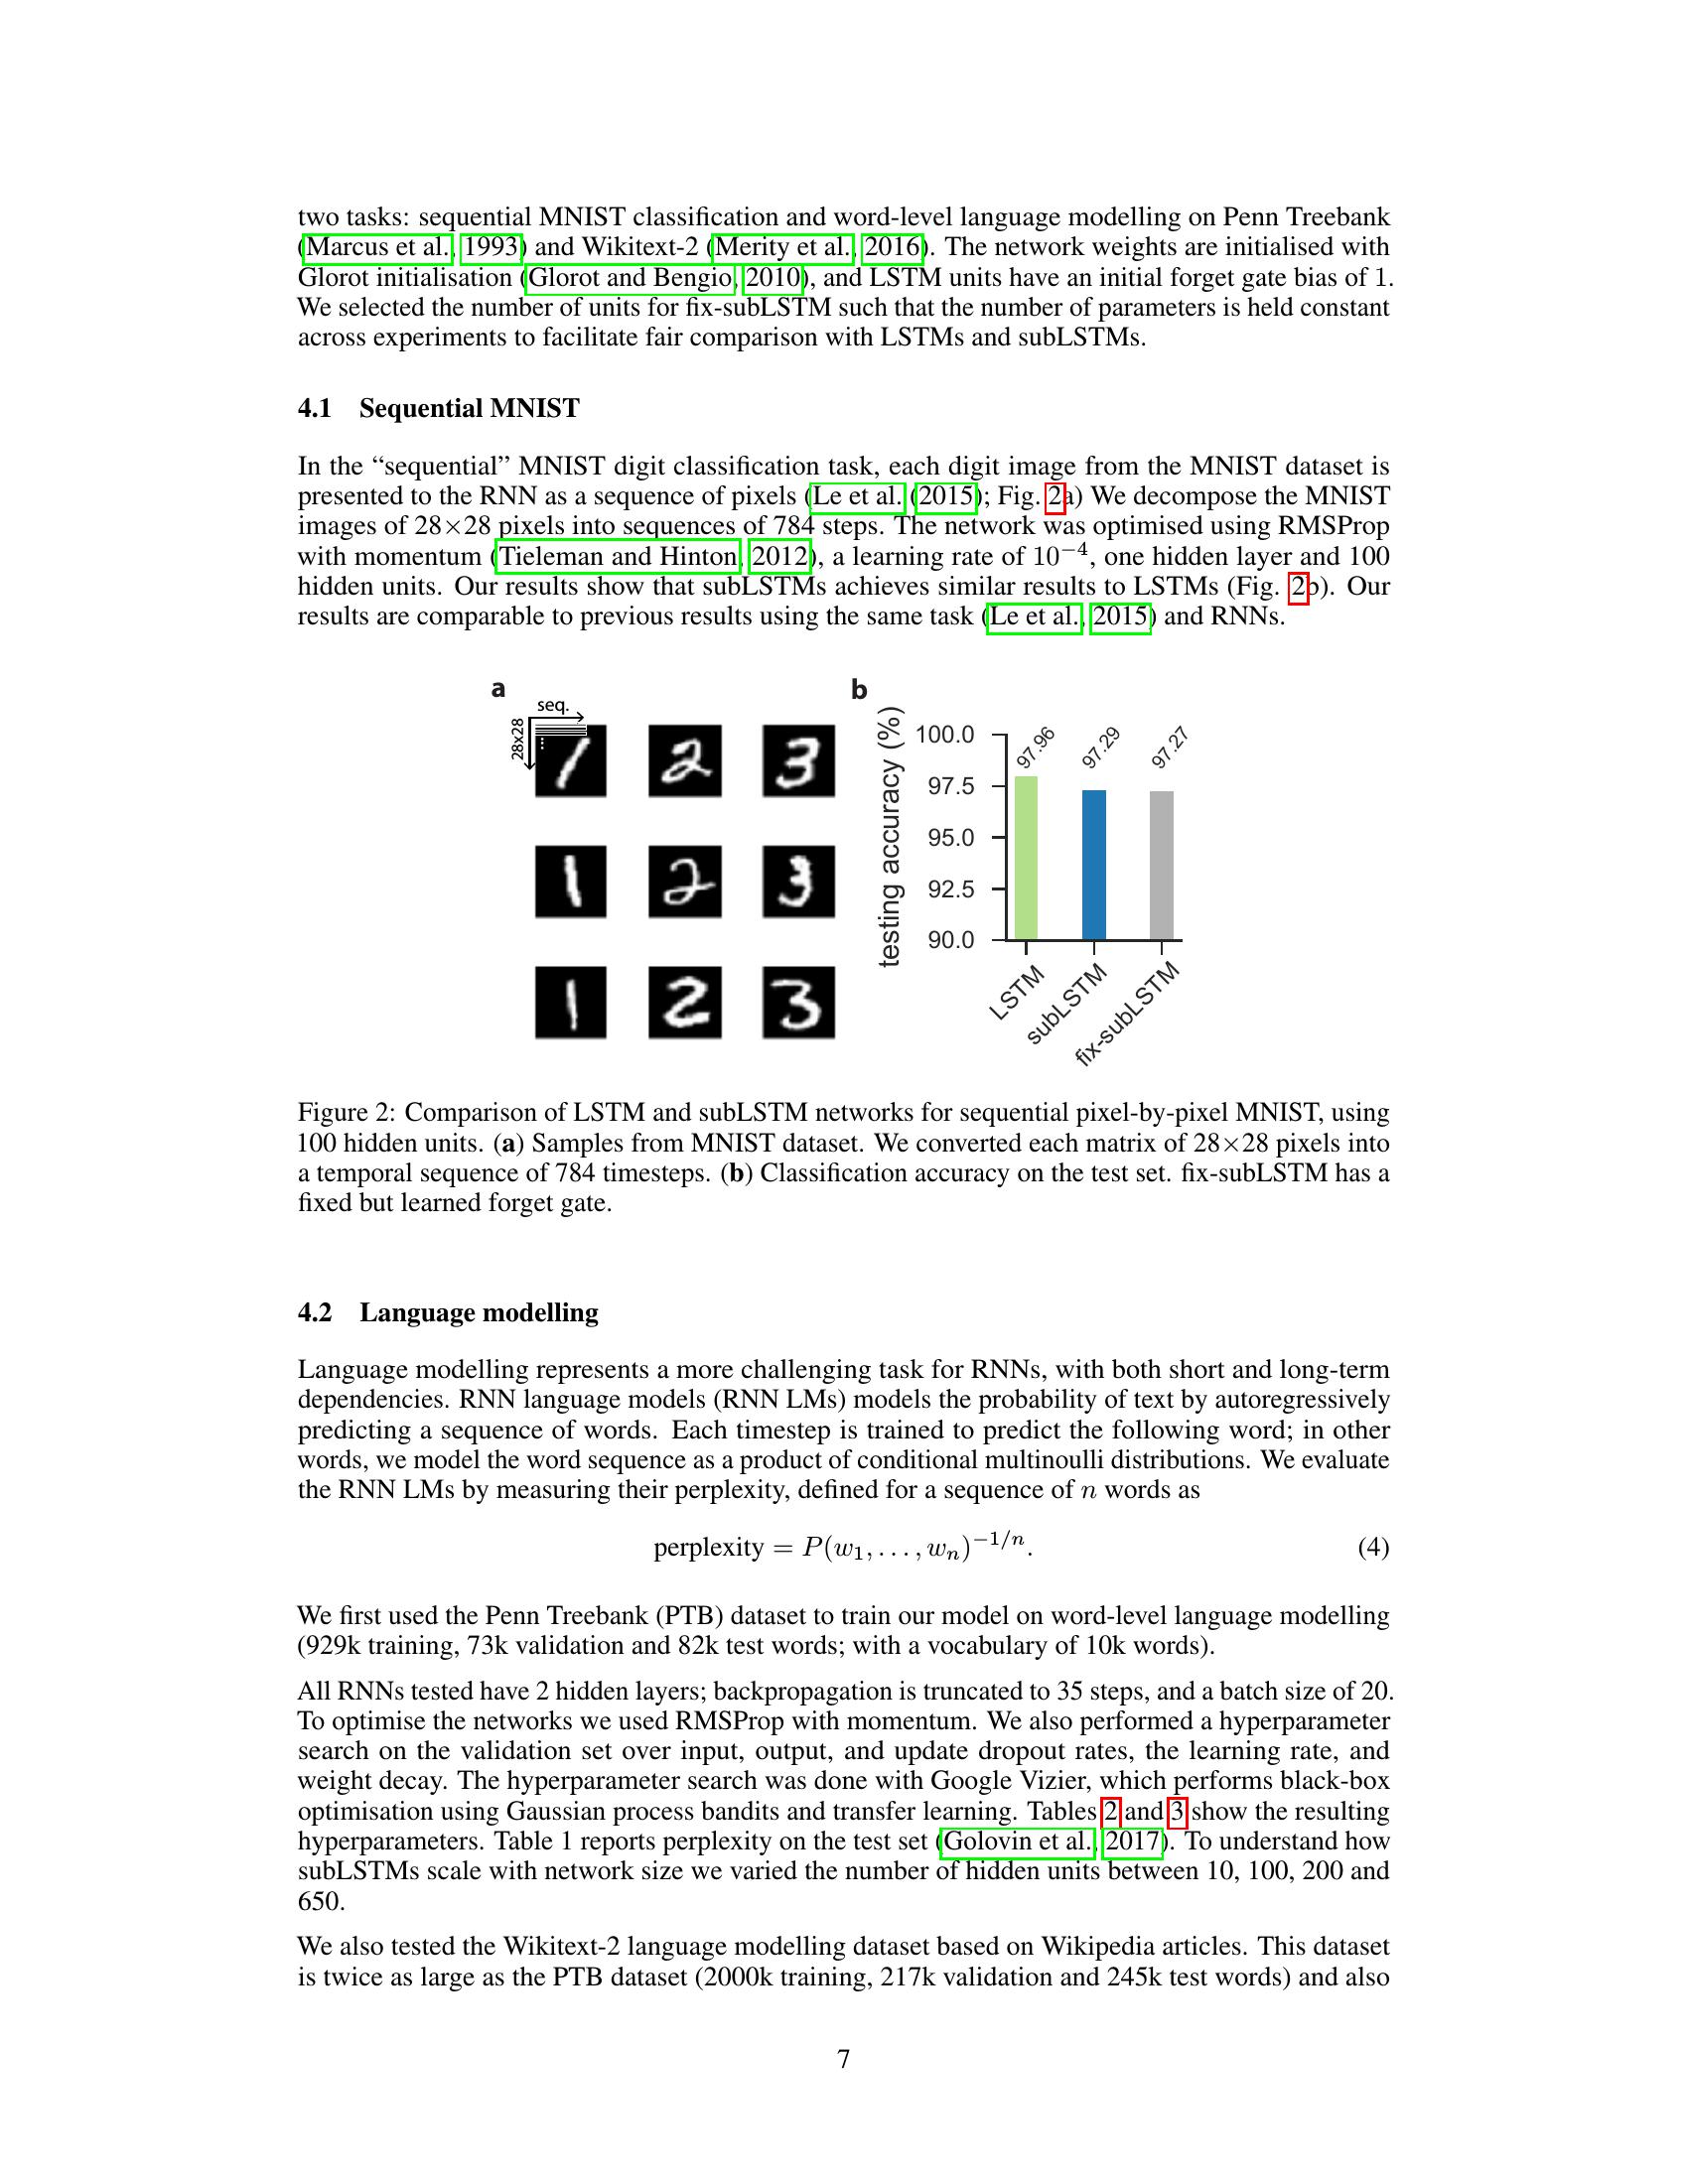 two tasks: sequential MNIST classification and word-level language modelling on Penn Treebank
(Marcus et al., 1993) and Wikitext-2 (Merity et al., 2016). The network weights are initialised with
Glorot initialisation (Glorot and Bengio, 2010), and LSTM units have an initial forget gate bias of 1.
We selected the number of units for fix-subLSTM such that the number of parameters is held constant
across experiments to facilitate fair comparison with LSTMs and subLSTMs.
4.1 Sequential MNIST
In the “sequential” MNIST digit classification task, each digit image from the MNIST dataset is
presented to the RNN as a sequence of pixels (Le et al. (2015); Fig. 2a) We decompose the MNIST
images of 28×28 pixels into sequences of 784 steps. The network was optimised using RMSProp
with momentum (Tieleman and Hinton, 2012), a learning rate of 10⁻⁴, one hidden layer and 100
hidden units. Our results show that subLSTMs achieves similar results to LSTMs (Fig. 2b). Our
results are comparable to previous results using the same task (Le et al., 2015) and RNNs.
a
seq.
28x28
1 2 3
1 2 3
1 2 3
b
testing accuracy (%)
100.0
97.5
95.0
92.5
90.0
97.96
97.29
97.27
LSTM
subLSTM
fix-subLSTM
Figure 2: Comparison of LSTM and subLSTM networks for sequential pixel-by-pixel MNIST, using
100 hidden units. (a) Samples from MNIST dataset. We converted each matrix of 28×28 pixels into
a temporal sequence of 784 timesteps. (b) Classification accuracy on the test set. fix-subLSTM has a
fixed but learned forget gate.
4.2 Language modelling
Language modelling represents a more challenging task for RNNs, with both short and long-term
dependencies. RNN language models (RNN LMs) models the probability of text by autoregressively
predicting a sequence of words. Each timestep is trained to predict the following word; in other
words, we model the word sequence as a product of conditional multinoulli distributions. We evaluate
the RNN LMs by measuring their perplexity, defined for a sequence of n words as
perplexity = P(w₁, . . . , wₙ)^{−1/n}. (4)
We first used the Penn Treebank (PTB) dataset to train our model on word-level language modelling
(929k training, 73k validation and 82k test words; with a vocabulary of 10k words).
All RNNs tested have 2 hidden layers; backpropagation is truncated to 35 steps, and a batch size of 20.
To optimise the networks we used RMSProp with momentum. We also performed a hyperparameter
search on the validation set over input, output, and update dropout rates, the learning rate, and
weight decay. The hyperparameter search was done with Google Vizier, which performs black-box
optimisation using Gaussian process bandits and transfer learning. Tables 2 and 3 show the resulting
hyperparameters. Table 1 reports perplexity on the test set (Golovin et al., 2017). To understand how
subLSTMs scale with network size we varied the number of hidden units between 10, 100, 200 and
650.
We also tested the Wikitext-2 language modelling dataset based on Wikipedia articles. This dataset
is twice as large as the PTB dataset (2000k training, 217k validation and 245k test words) and also
7